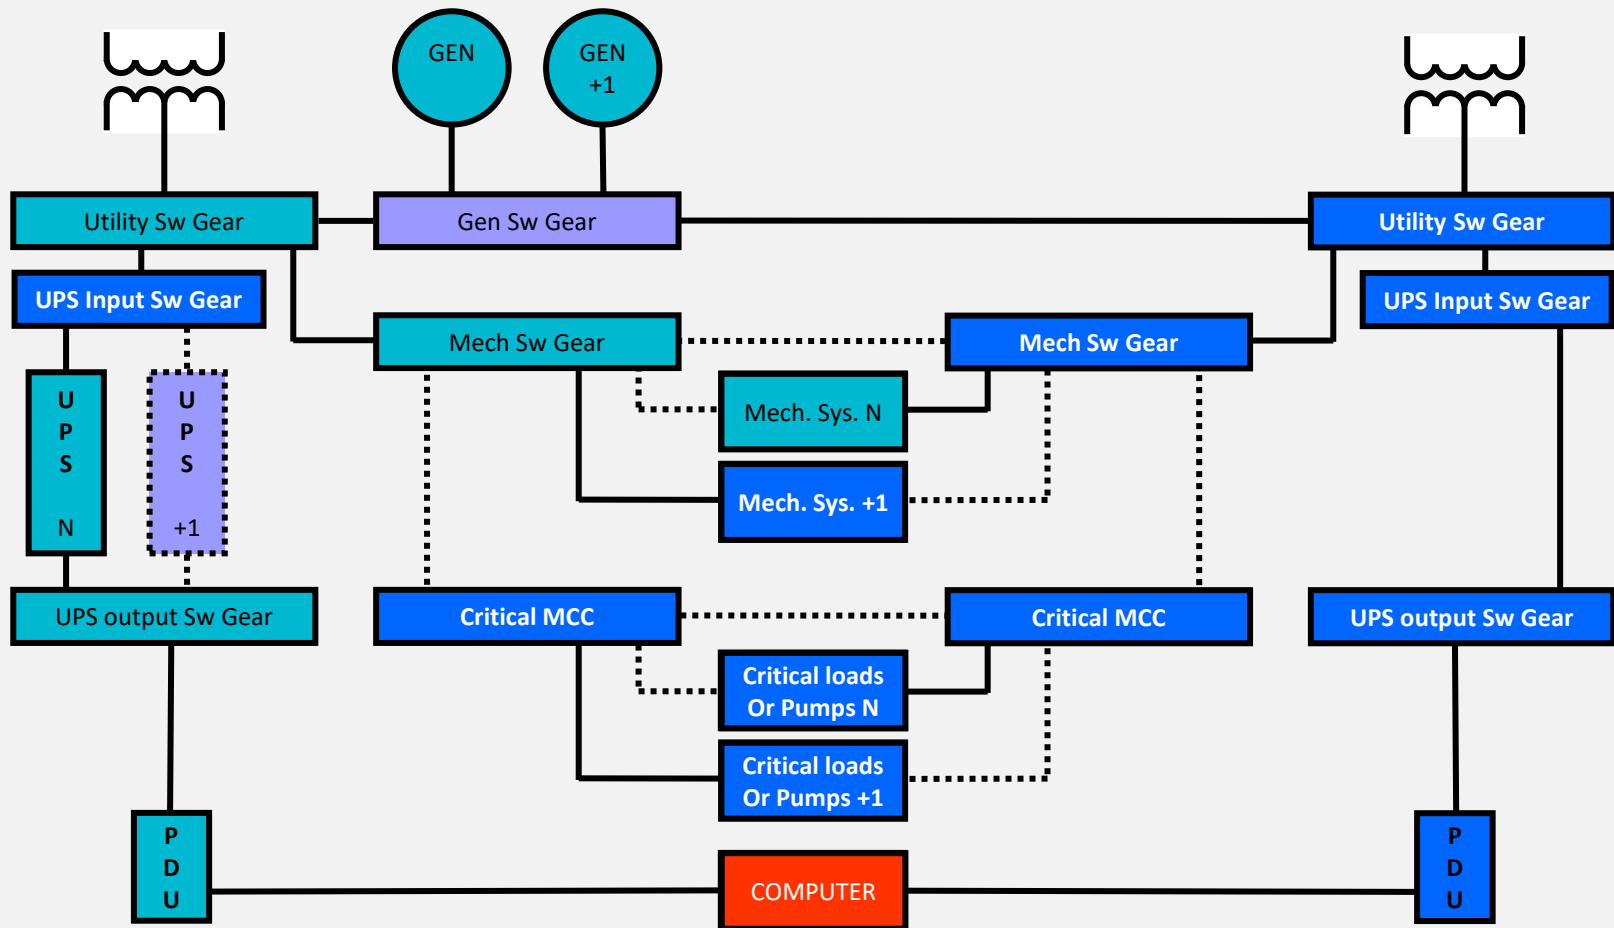 GEN
GEN
+1
Utility Sw Gear
Gen Sw Gear
Utility Sw Gear
UPS Input Sw Gear
UPS Input Sw Gear
Mech Sw Gear
Mech Sw Gear
U
P
S
N
U
P
S
+1
Mech. Sys. N
Mech. Sys. +1
UPS output Sw Gear
Critical MCC
Critical MCC
UPS output Sw Gear
Critical loads
Or Pumps N
Critical loads
Or Pumps +1
P
D
U
COMPUTER
P
D
U